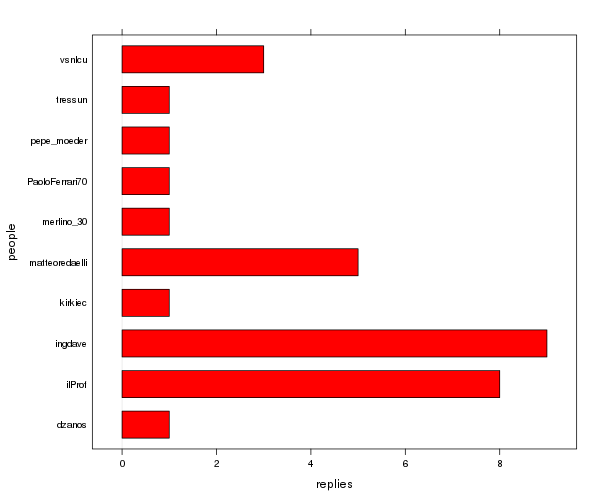 vsnlcu
tressun
pepe_moeder
PaoloFerrari70
merlino_30
matteoredaelli
kirkiec
ingdave
ilProf
dzanos
people
0 2 4 6 8
replies